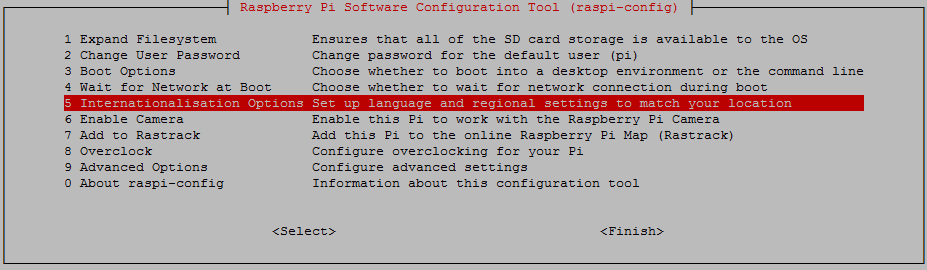 Raspberry Pi Software Configuration Tool (raspi-config)
1 Expand Filesystem Ensures that all of the SD card storage is available to the OS
2 Change User Password Change password for the default user (pi)
3 Boot Options Choose whether to boot into a desktop environment or the command line
4 Wait for Network at Boot Choose whether to wait for network connection during boot
5 Internationalisation Options Set up language and regional settings to match your location
6 Enable Camera Enable this Pi to work with the Raspberry Pi Camera
7 Add to Rastrack Add this Pi to the online Raspberry Pi Map (Rastrack)
8 Overclock Configure overclocking for your Pi
9 Advanced Options Configure advanced settings
0 About raspi-config Information about this configuration tool
<Select> <Finish>